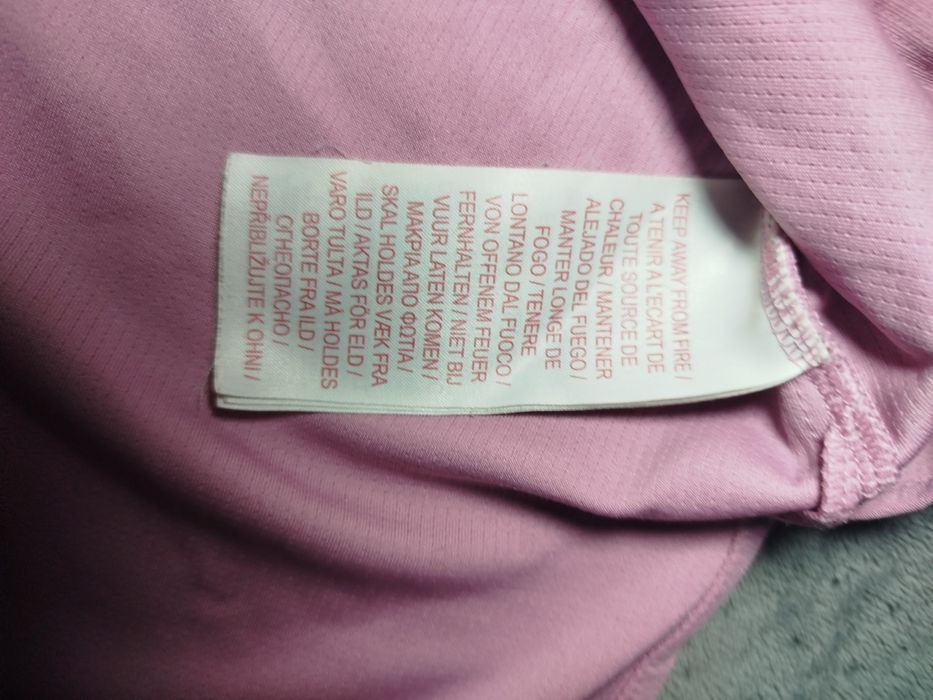 KEEP AWAY FROM FIRE /
A TENIR A L'ECART DE
TOUTE SOURCE DE
CHALEUR / MANTENER
ALEJADO DEL FUEGO /
MANTER LONGE DE
FOGO / TENERE
LONTANO DAL FUOCO /
VON OFFENEM FEUER
FERNHALTEN / NIET BIJ
VUUR LATEN KOMEN /
ΜΑΚΡΙΑ ΑΠΟ ΦΩΤΙΑ /
SKAL HOLDES VÆK FRA
ILD / AKTAS FÖR ELD /
VARO TULTA / MÅ HOLDES
BORTE FRA ILD /
ОГНЕОПАСНО /
NEPŘIBLIŽUJTE K OHNI /